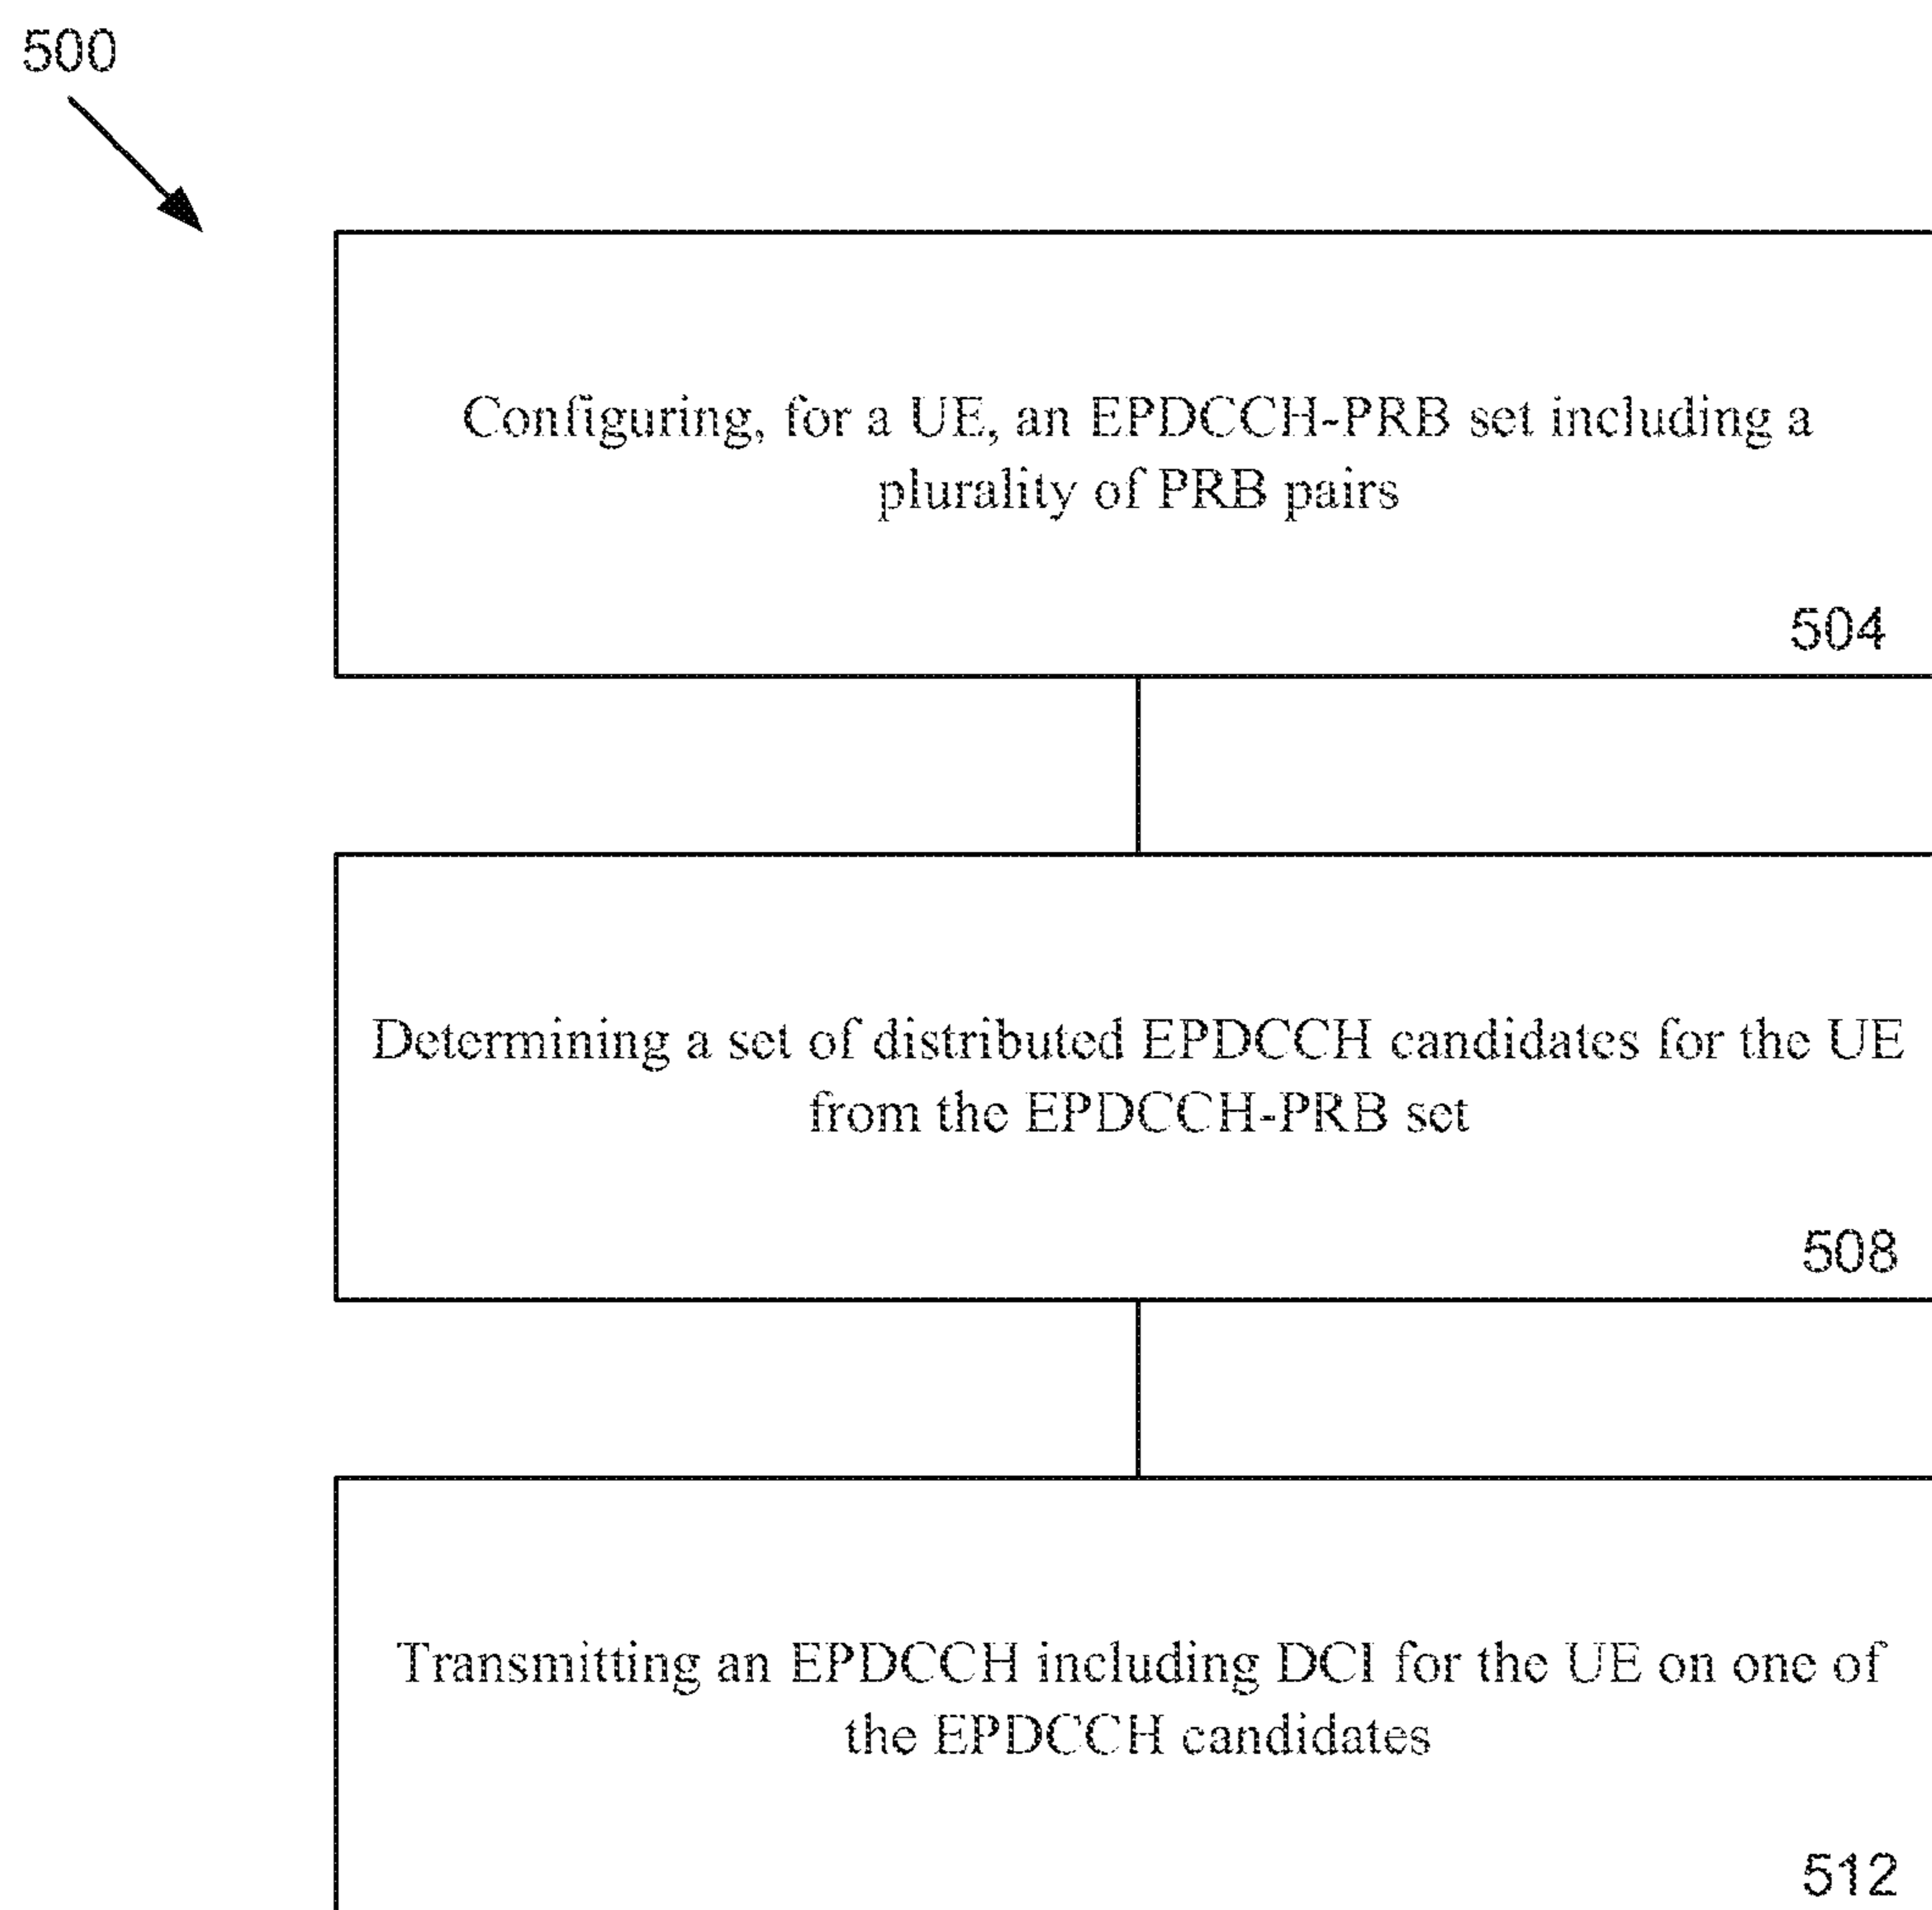 500
Configuring, for a UE, an EPDCCH-PRB set including a
plurality of PRB pairs
504
Determining a set of distributed EPDCCH candidates for the UE
from the EPDCCH-PRB set
508
Transmitting an EPDCCH including DCI for the UE on one of
the EPDCCH candidates
512